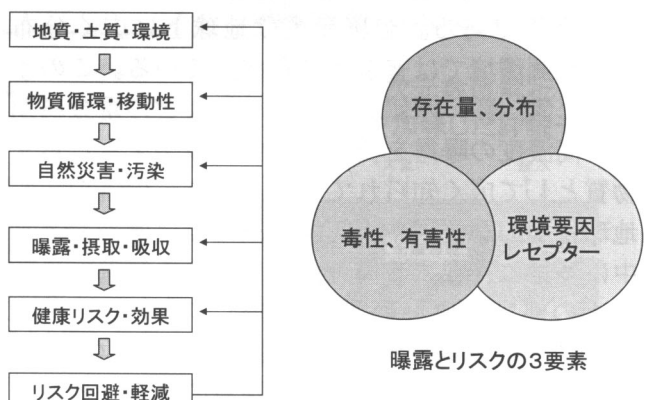 地質・土質・環境
物質循環・移動性
自然災害・汚染
曝露・摂取・吸収
健康リスク・効果
リスク回避・軽減
存在量、分布
毒性、有害性
環境要因
レセプター
曝露とリスクの3要素